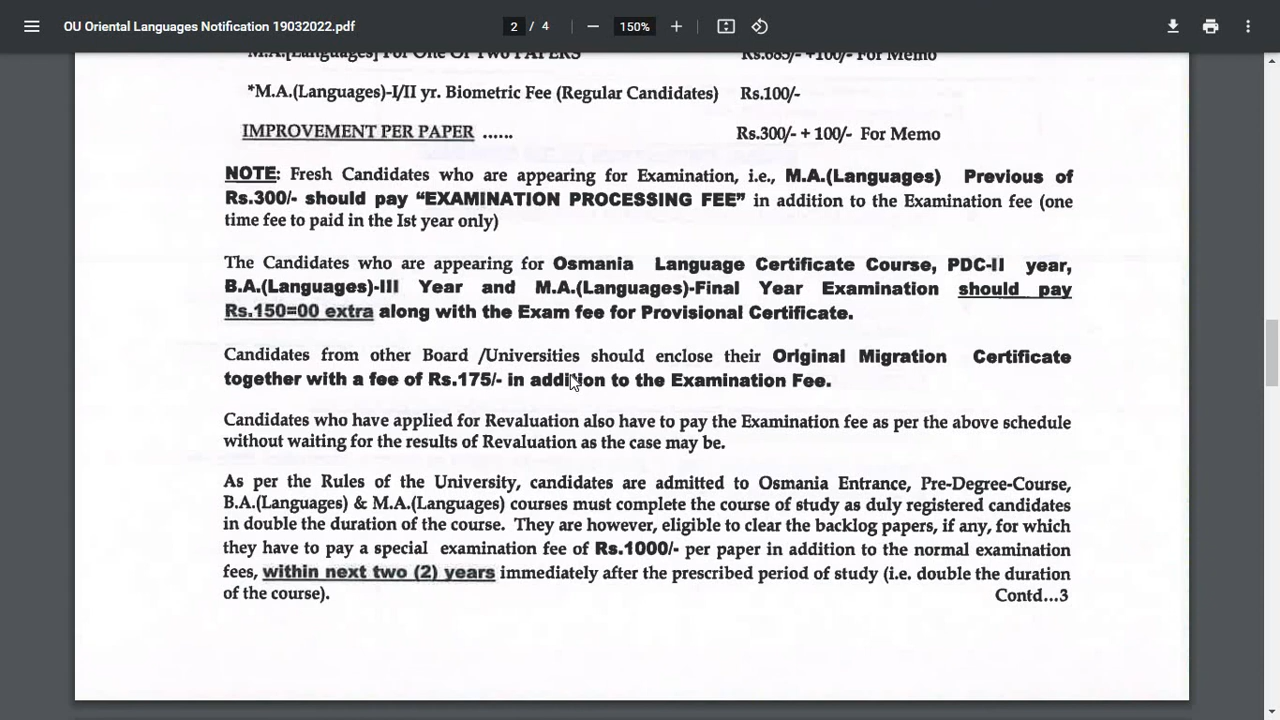 OU Oriental Languages Notification 19032022.pdf
2 / 4
150%
M.A.[Languages] For One Or Two PAPERS Rs.685/- +100/- For Memo
*M.A.(Languages)-I/II yr. Biometric Fee (Regular Candidates) Rs.100/-
IMPROVEMENT PER PAPER ...... Rs.300/- + 100/- For Memo
NOTE: Fresh Candidates who are appearing for Examination, i.e., M.A.(Languages) Previous of
Rs.300/- should pay “EXAMINATION PROCESSING FEE” in addition to the Examination fee (one
time fee to paid in the Ist year only)
The Candidates who are appearing for Osmania Language Certificate Course, PDC-II year,
B.A.(Languages)-III Year and M.A.(Languages)-Final Year Examination should pay
Rs.150=00 extra along with the Exam fee for Provisional Certificate.
Candidates from other Board /Universities should enclose their Original Migration Certificate
together with a fee of Rs.175/- in addition to the Examination Fee.
Candidates who have applied for Revaluation also have to pay the Examination fee as per the above schedule
without waiting for the results of Revaluation as the case may be.
As per the Rules of the University, candidates are admitted to Osmania Entrance, Pre-Degree-Course,
B.A.(Languages) & M.A.(Languages) courses must complete the course of study as duly registered candidates
in double the duration of the course. They are however, eligible to clear the backlog papers, if any, for which
they have to pay a special examination fee of Rs.1000/- per paper in addition to the normal examination
fees, within next two (2) years immediately after the prescribed period of study (i.e. double the duration
of the course). Contd...3